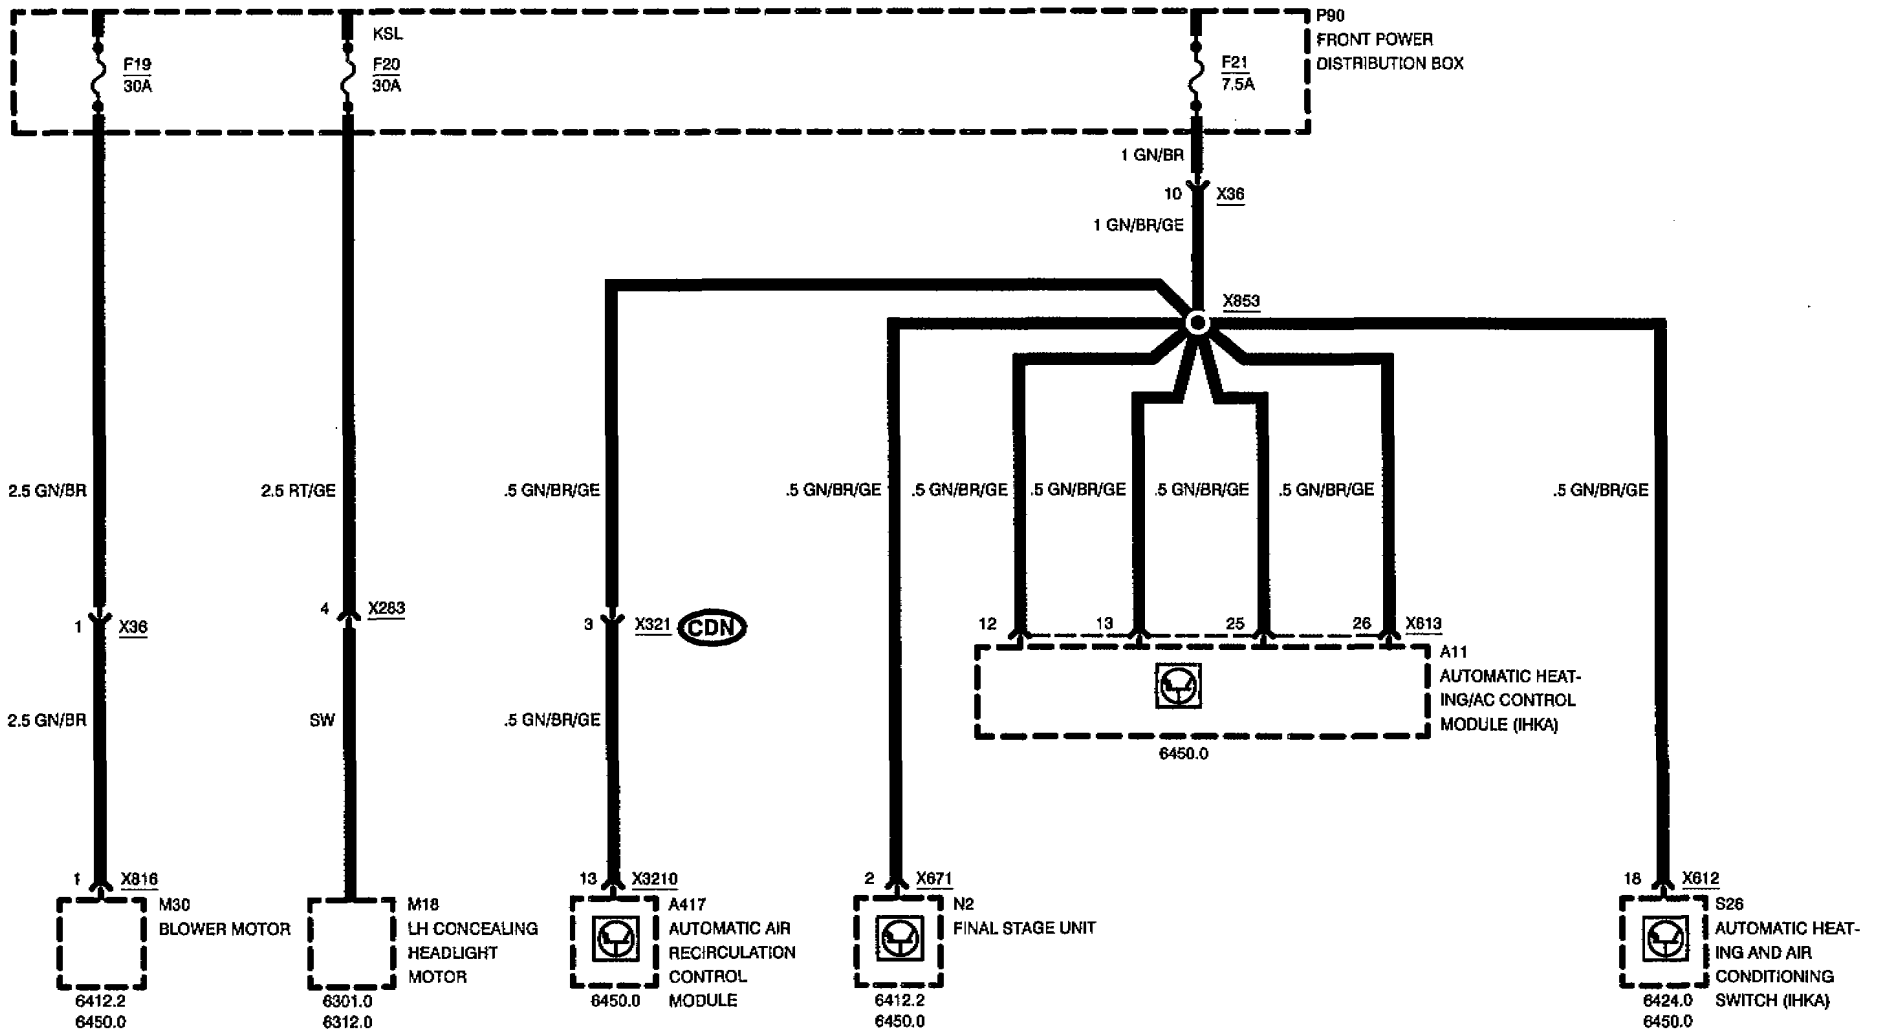 P90
FRONT POWER
DISTRIBUTION BOX
KSL
F19
30A
F20
30A
F21
7.5A
1 GN/BR
10
X36
1 GN/BR/GE
X853
2.5 GN/BR
2.5 RT/GE
.5 GN/BR/GE
.5 GN/BR/GE
.5 GN/BR/GE
.5 GN/BR/GE
.5 GN/BR/GE
.5 GN/BR/GE
.5 GN/BR/GE
1
X36
4
X283
3
X321
CDN
12
13
25
26
X613
A11
AUTOMATIC HEAT-
ING/AC CONTROL
MODULE (IHKA)
6450.0
2.5 GN/BR
SW
.5 GN/BR/GE
1
X816
M30
BLOWER MOTOR
6412.2
6450.0
M18
LH CONCEALING
HEADLIGHT
MOTOR
6301.0
6312.0
13
X3210
A417
AUTOMATIC AIR
RECIRCULATION
CONTROL
MODULE
6450.0
2
X671
N2
FINAL STAGE UNIT
6412.2
6450.0
18
X612
S26
AUTOMATIC HEAT-
ING AND AIR
CONDITIONING
SWITCH (IHKA)
6424.0
6450.0